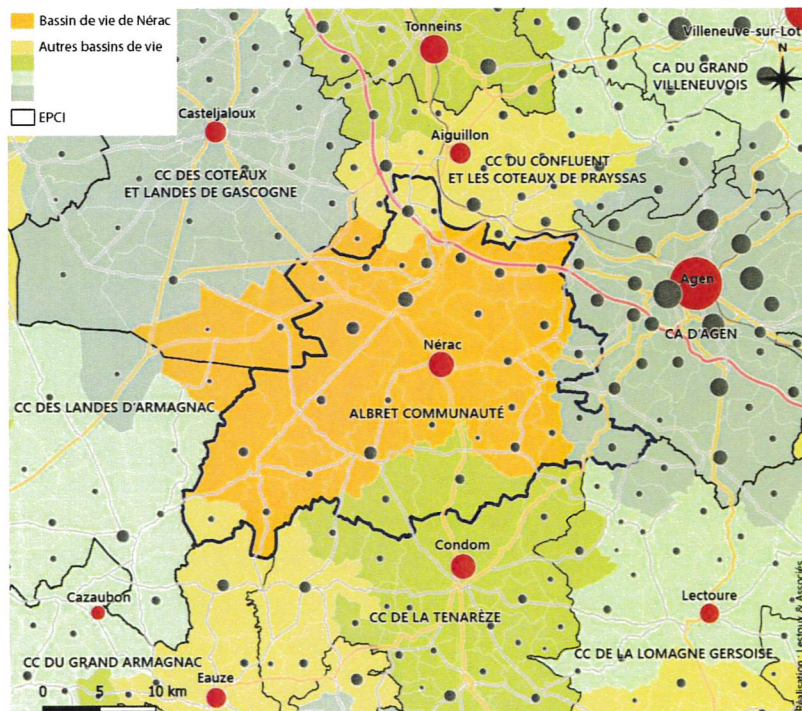 Bassin de vie de Nérac
Autres bassins de vie
EPCI
Tonneins
Villeneuve-sur-Lot
N
CA DU GRAND
VILLENEUVOIS
Casteljaloux
Aiguillon
CC DES COTEAUX
ET LANDES DE GASCOGNE
CC DU CONFLUENT
ET LES COTEAUX DE PRAYSSAS
Agen
CA D'AGEN
Nérac
CC DES LANDES D'ARMAGNAC
ALBRET COMMUNAUTÉ
Condom
Cazaubon
Lectoure
CC DE LA TENARÈZE
CC DU GRAND ARMAGNAC
CC DE LA LOMAGNE GERSOISE
Eauze
0 5 10 km
Réalisation : Lestoux & Associés